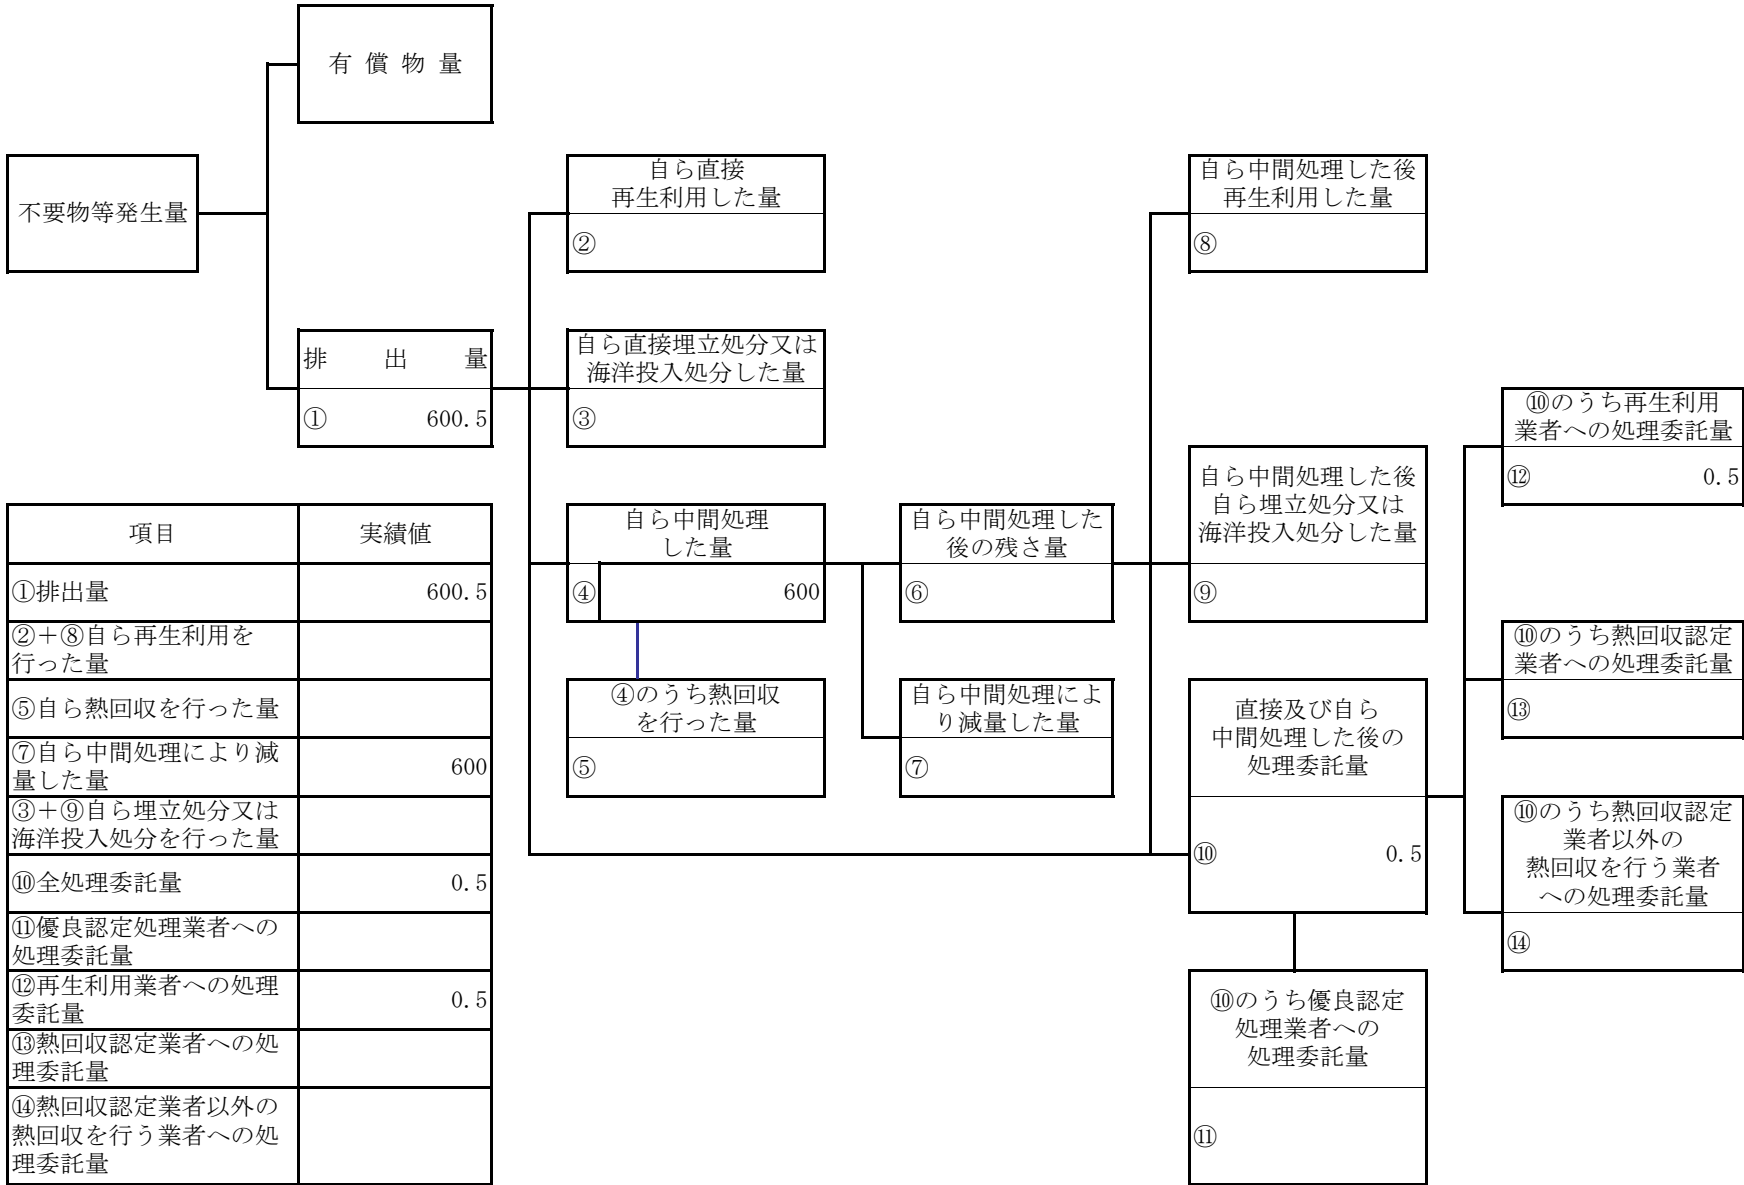 有 償 物 量
不要物等発生量
自ら直接
再生利用した量
②
自ら中間処理した後
再生利用した量
⑧
排 出 量
① 600.5
自ら直接埋立処分又は
海洋投入処分した量
③
⑩のうち再生利用
業者への処理委託量
⑫ 0.5
自ら中間処理した後
自ら埋立処分又は
海洋投入処分した量
⑨
自ら中間処理
した量
④ 600
自ら中間処理した
後の残さ量
⑥
⑩のうち熱回収認定
業者への処理委託量
⑬
④のうち熱回収
を行った量
⑤
自ら中間処理によ
り減量した量
⑦
直接及び自ら
中間処理した後の
処理委託量
⑩ 0.5
⑩のうち熱回収認定
業者以外の
熱回収を行う業者
への処理委託量
⑭
⑩のうち優良認定
処理業者への
処理委託量
⑪
項目 実績値
①排出量 600.5
②+⑧自ら再生利用を
行った量
⑤自ら熱回収を行った量
⑦自ら中間処理により減
量した量 600
③+⑨自ら埋立処分又は
海洋投入処分を行った量
⑩全処理委託量 0.5
⑪優良認定処理業者への
処理委託量
⑫再生利用業者への処理
委託量 0.5
⑬熱回収認定業者への処
理委託量
⑭熱回収認定業者以外の
熱回収を行う業者への処
理委託量